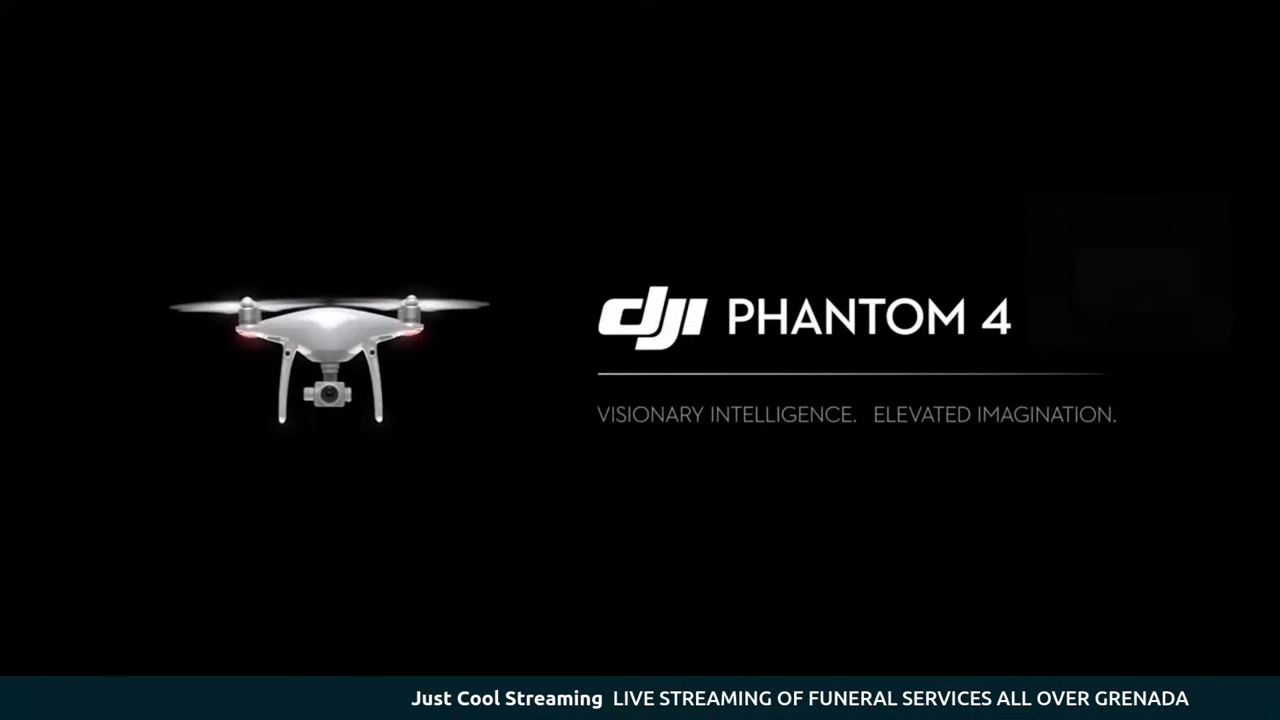 dji PHANTOM 4
VISIONARY INTELLIGENCE. ELEVATED IMAGINATION.
Just Cool Streaming LIVE STREAMING OF FUNERAL SERVICES ALL OVER GRENADA